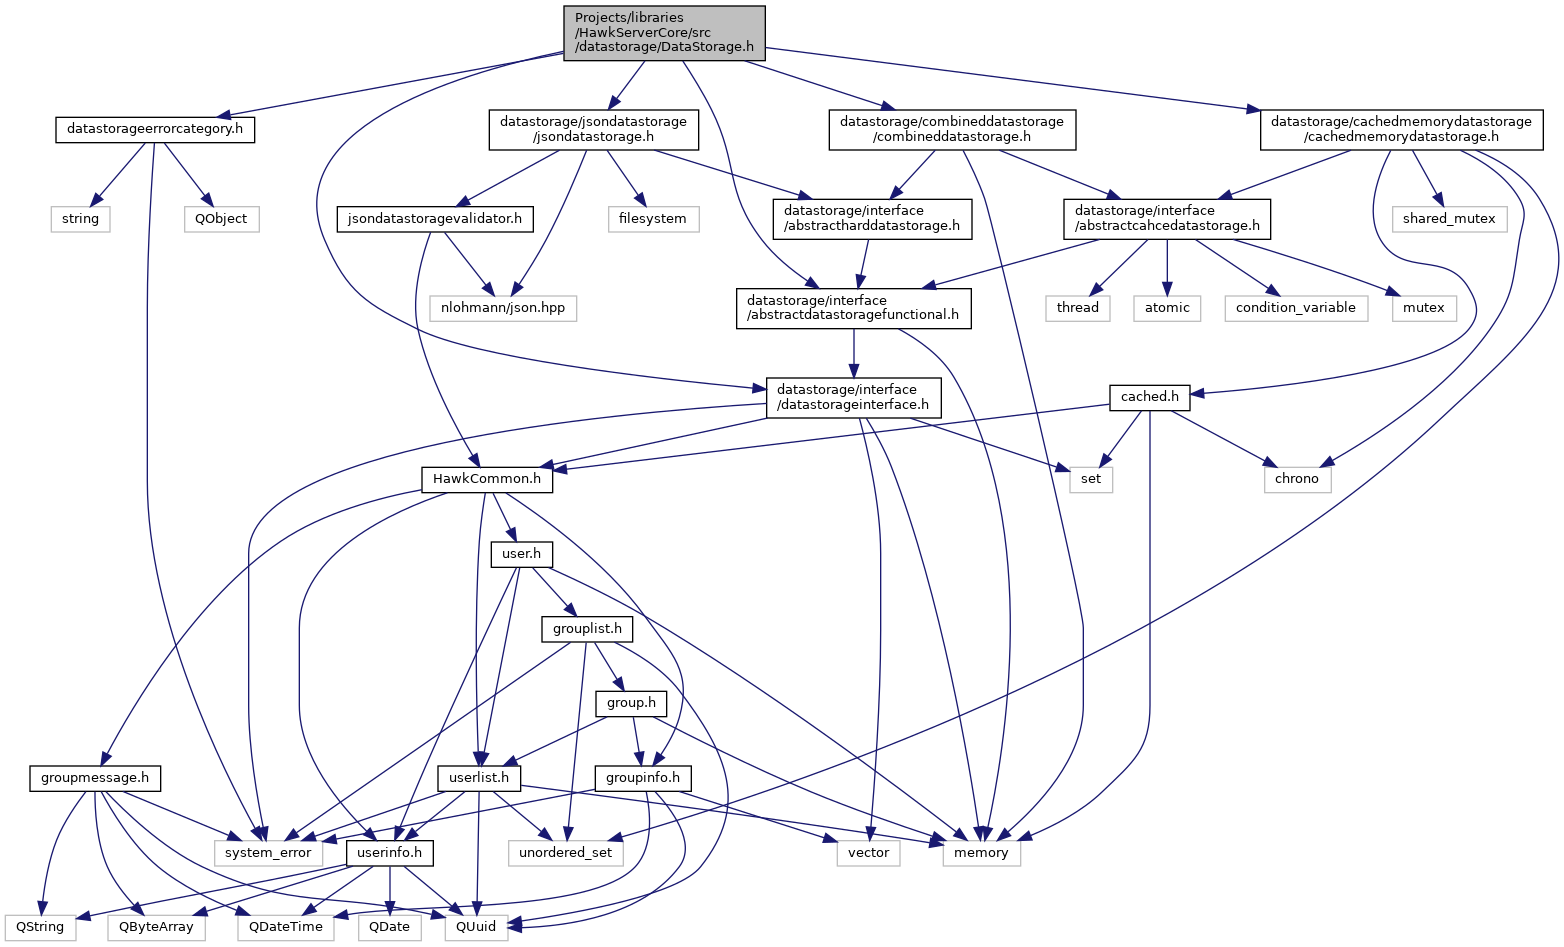 Projects/libraries
/HawkServerCore/src
/datastorage/DataStorage.h
datastorageerrorcategory.h
datastorage/jsondatastorage
/jsondatastorage.h
datastorage/combineddatastorage
/combineddatastorage.h
datastorage/cachedmemorydatastorage
/cachedmemorydatastorage.h
string
QObject
jsondatastoragevalidator.h
filesystem
datastorage/interface
/abstractharddatastorage.h
datastorage/interface
/abstractcahcedatastorage.h
shared_mutex
nlohmann/json.hpp
datastorage/interface
/abstractdatastoragefunctional.h
thread
atomic
condition_variable
mutex
datastorage/interface
/datastorageinterface.h
cached.h
HawkCommon.h
set
chrono
user.h
grouplist.h
group.h
groupmessage.h
userlist.h
groupinfo.h
system_error
userinfo.h
unordered_set
vector
memory
QString
QByteArray
QDateTime
QDate
QUuid